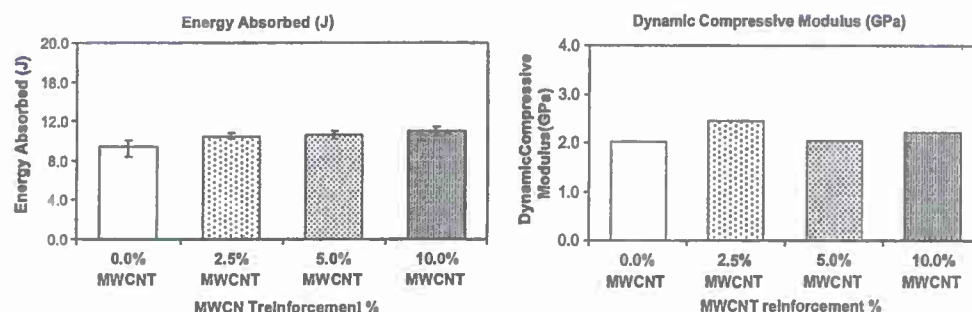 Energy Absorbed (J)
Energy Absorbed (J)
20.0
16.0
12.0
8.0
4.0
0.0
0.0%
MWCNT
2.5%
MWCNT
5.0%
MWCNT
10.0%
MWCNT
MWCN Treinforcement %
Dynamic Compressive Modulus (GPa)
DynamicCompressive
Modulus(GPa)
4.0
3.0
2.0
1.0
0.0
0.0%
MWCNT
2.5%
MWCNT
5.0%
MWCNT
10.0%
MWCNT
MWCNT reinforcement %